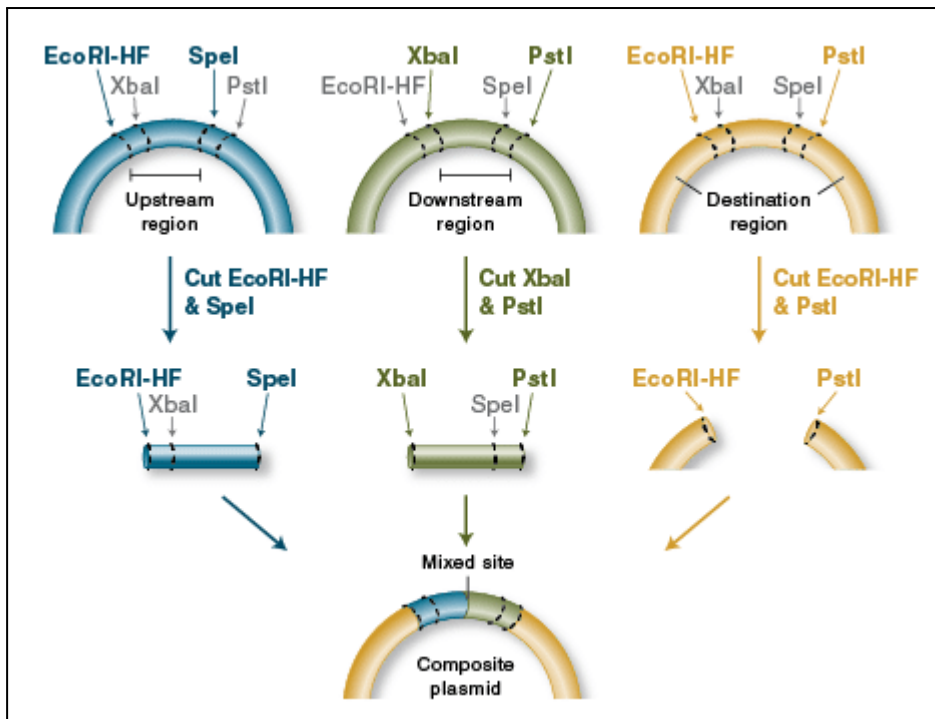 EcoRI-HF
SpeI
XbaI
PstI
Upstream
region
XbaI
PstI
EcoRI-HF
SpeI
Downstream
region
EcoRI-HF
PstI
XbaI
SpeI
Destination
region
Cut EcoRI-HF
& SpeI
Cut XbaI
& PstI
Cut EcoRI-HF
& PstI
EcoRI-HF
SpeI
XbaI
XbaI
PstI
SpeI
EcoRI-HF
PstI
Mixed site
Composite
plasmid